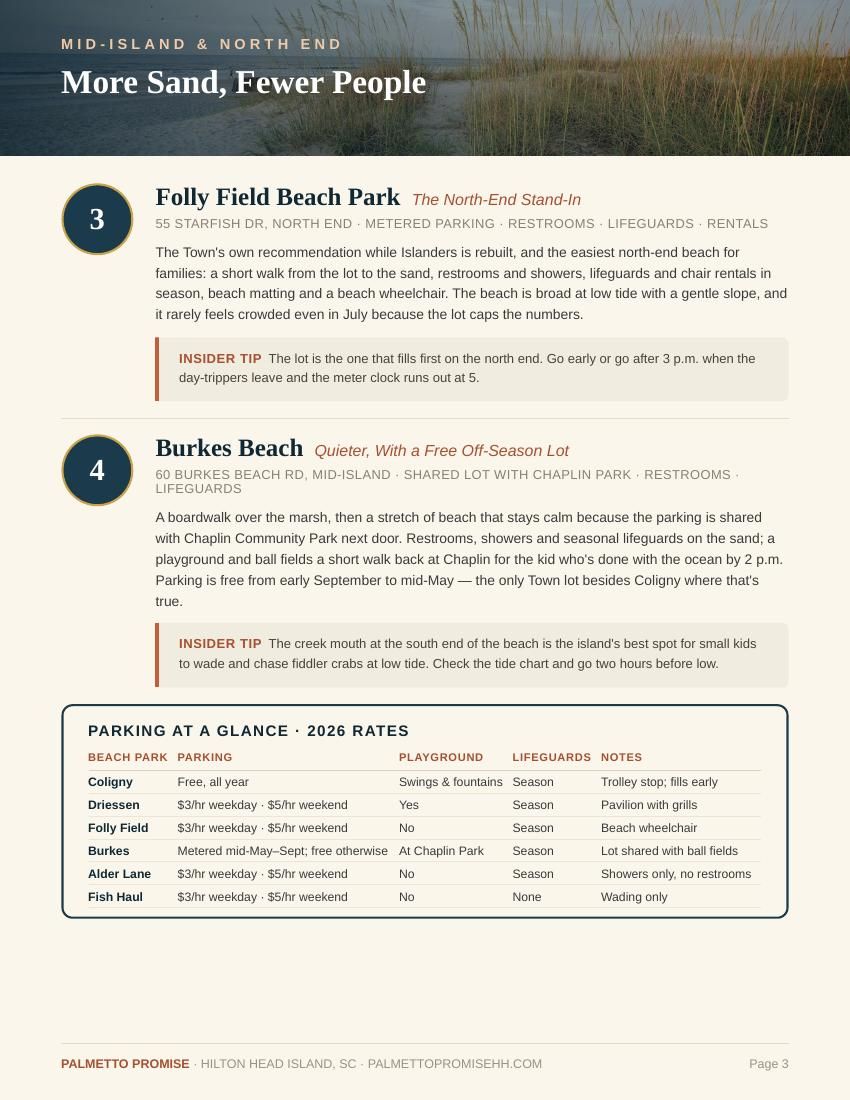 MID-ISLAND & NORTH END
More Sand, Fewer People
3
Folly Field Beach Park The North-End Stand-In
55 STARFISH DR, NORTH END · METERED PARKING · RESTROOMS · LIFEGUARDS · RENTALS
The Town's own recommendation while Islanders is rebuilt, and the easiest north-end beach for
families: a short walk from the lot to the sand, restrooms and showers, lifeguards and chair rentals in
season, beach matting and a beach wheelchair. The beach is broad at low tide with a gentle slope, and
it rarely feels crowded even in July because the lot caps the numbers.
INSIDER TIP The lot is the one that fills first on the north end. Go early or go after 3 p.m. when the
day-trippers leave and the meter clock runs out at 5.
4
Burkes Beach Quieter, With a Free Off-Season Lot
60 BURKES BEACH RD, MID-ISLAND · SHARED LOT WITH CHAPLIN PARK · RESTROOMS ·
LIFEGUARDS
A boardwalk over the marsh, then a stretch of beach that stays calm because the parking is shared
with Chaplin Community Park next door. Restrooms, showers and seasonal lifeguards on the sand; a
playground and ball fields a short walk back at Chaplin for the kid who's done with the ocean by 2 p.m.
Parking is free from early September to mid-May — the only Town lot besides Coligny where that's
true.
INSIDER TIP The creek mouth at the south end of the beach is the island's best spot for small kids
to wade and chase fiddler crabs at low tide. Check the tide chart and go two hours before low.
PARKING AT A GLANCE · 2026 RATES
BEACH PARK PARKING PLAYGROUND LIFEGUARDS NOTES
Coligny Free, all year Swings & fountains Season Trolley stop; fills early
Driessen $3/hr weekday · $5/hr weekend Yes Season Pavilion with grills
Folly Field $3/hr weekday · $5/hr weekend No Season Beach wheelchair
Burkes Metered mid-May–Sept; free otherwise At Chaplin Park Season Lot shared with ball fields
Alder Lane $3/hr weekday · $5/hr weekend No Season Showers only, no restrooms
Fish Haul $3/hr weekday · $5/hr weekend No None Wading only
PALMETTO PROMISE · HILTON HEAD ISLAND, SC · PALMETTOPROMISEHH.COM Page 3